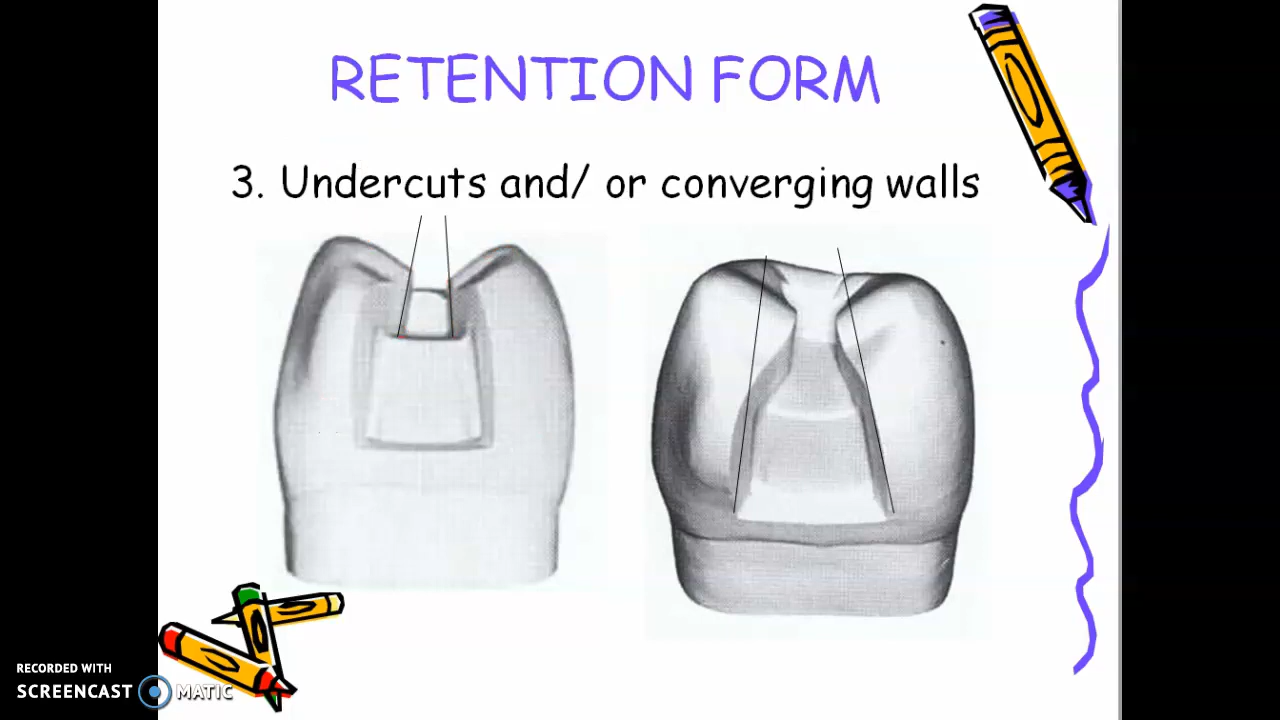 RETENTION FORM
3. Undercuts and/ or converging walls
RECORDED WITH
SCREENCAST MATIC